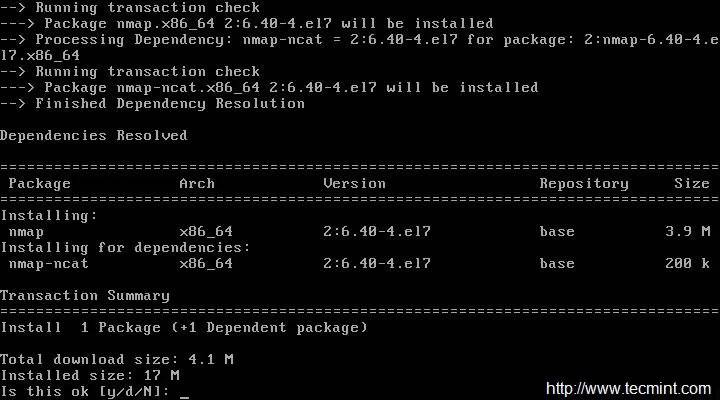 --> Running transaction check
---> Package nmap.x86_64 2:6.40-4.el7 will be installed
--> Processing Dependency: nmap-ncat = 2:6.40-4.el7 for package: 2:nmap-6.40-4.e
l7.x86_64
--> Running transaction check
---> Package nmap-ncat.x86_64 2:6.40-4.el7 will be installed
--> Finished Dependency Resolution
Dependencies Resolved
================================================================================
Package Arch Version Repository Size
================================================================================
Installing:
nmap x86_64 2:6.40-4.el7 base 3.9 M
Installing for dependencies:
nmap-ncat x86_64 2:6.40-4.el7 base 200 k
Transaction Summary
================================================================================
Install 1 Package (+1 Dependent package)
Total download size: 4.1 M
Installed size: 17 M
Is this ok [y/d/N]: _
http://www.tecmint.com